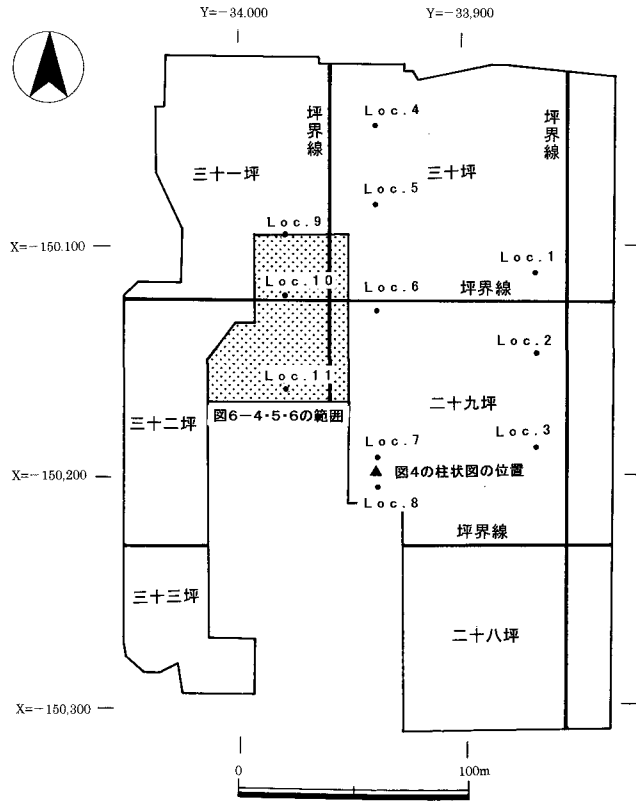 Y=−34.000
Y=−33,900
Loc.4
坪界線
坪界線
三十一坪
三十坪
Loc.5
Loc.9
X=−150.100
Loc.1
Loc.10
Loc.6
坪界線
Loc.2
Loc.11
二十九坪
図6−4・5・6の範囲
三十二坪
Loc.3
Loc.7
X=−150,200
図4の柱状図の位置
Loc.8
坪界線
三十三坪
二十八坪
X=−150,300
0
100m